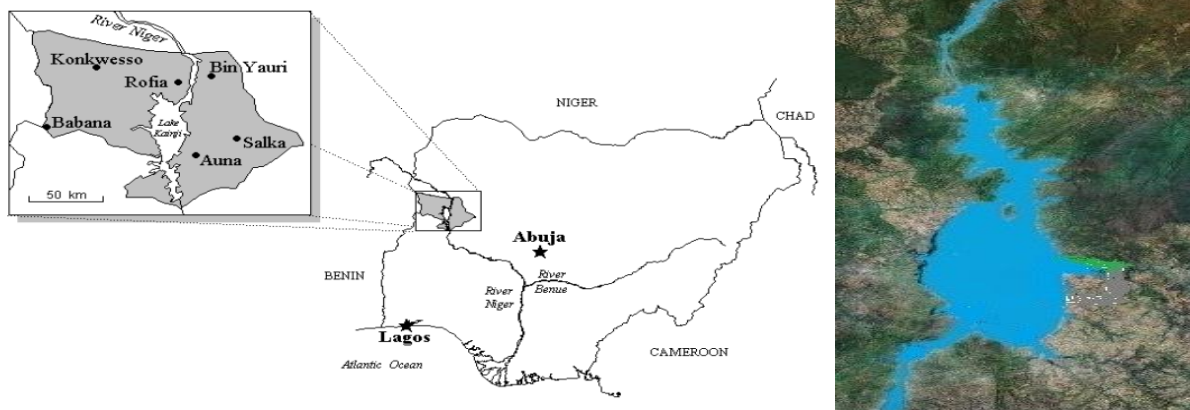 River Niger
Konkwesso
Bin Yauri
Rofia
Babana
Lake
Kainji
Salka
Auna
50 km
NIGER
CHAD
Abuja
BENIN
River
Benue
River
Niger
Lagos
Atlantic Ocean
CAMEROON